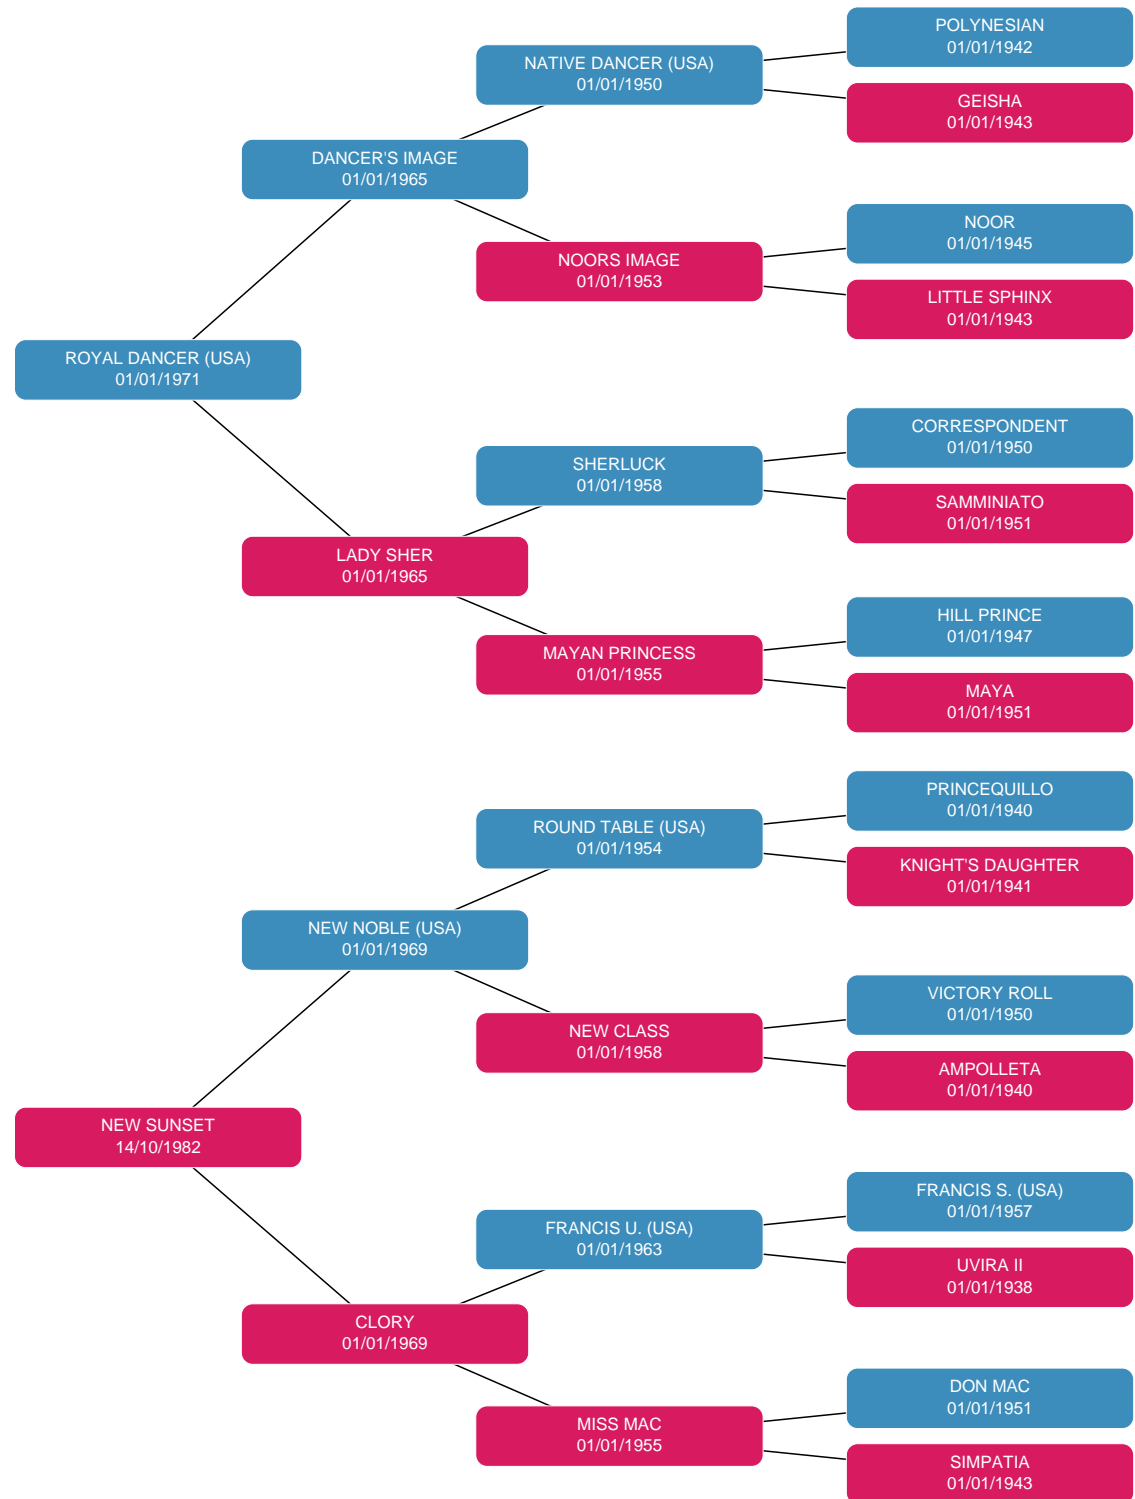 POLYNESIAN
01/01/1942
NATIVE DANCER (USA)
01/01/1950
GEISHA
01/01/1943
DANCER'S IMAGE
01/01/1965
NOOR
01/01/1945
NOORS IMAGE
01/01/1953
LITTLE SPHINX
01/01/1943
ROYAL DANCER (USA)
01/01/1971
CORRESPONDENT
01/01/1950
SHERLUCK
01/01/1958
SAMMINIATO
01/01/1951
LADY SHER
01/01/1965
HILL PRINCE
01/01/1947
MAYAN PRINCESS
01/01/1955
MAYA
01/01/1951
PRINCEQUILLO
01/01/1940
ROUND TABLE (USA)
01/01/1954
KNIGHT'S DAUGHTER
01/01/1941
NEW NOBLE (USA)
01/01/1969
VICTORY ROLL
01/01/1950
NEW CLASS
01/01/1958
AMPOLLETA
01/01/1940
NEW SUNSET
14/10/1982
FRANCIS S. (USA)
01/01/1957
FRANCIS U. (USA)
01/01/1963
UVIRA II
01/01/1938
CLORY
01/01/1969
DON MAC
01/01/1951
MISS MAC
01/01/1955
SIMPATIA
01/01/1943